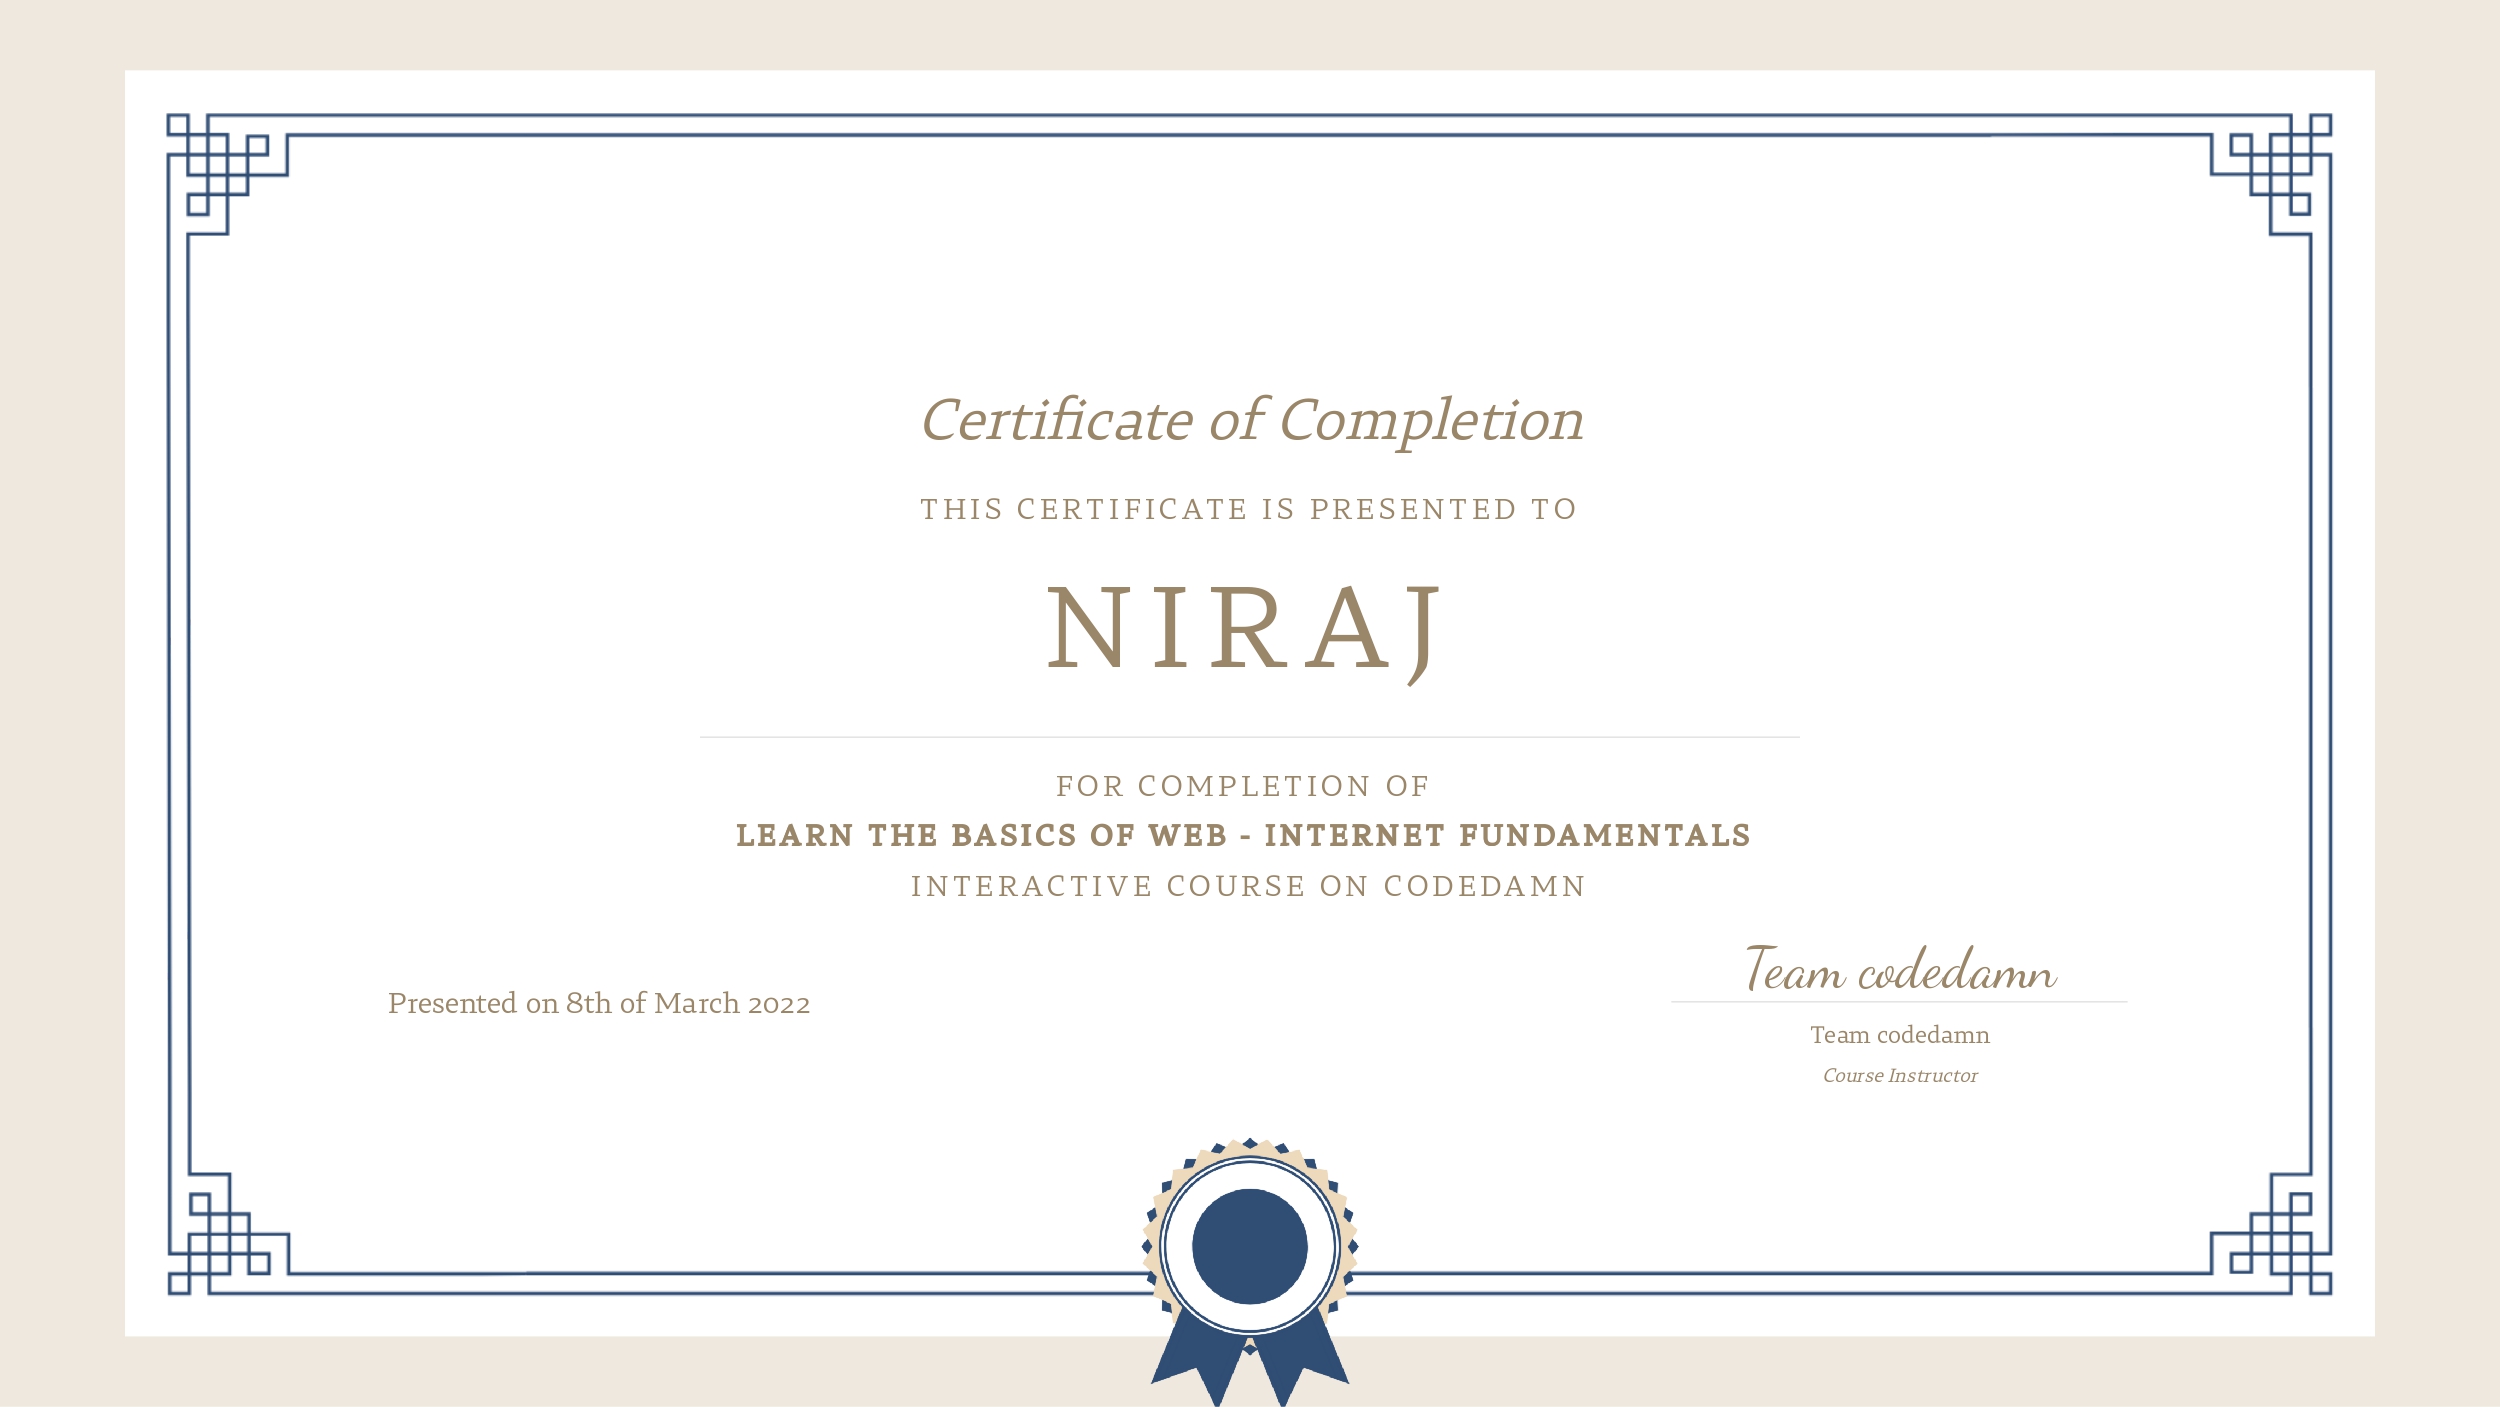 Certificate of Completion
THIS CERTIFICATE IS PRESENTED TO
NIRAJ
FOR COMPLETION OF
LEARN THE BASICS OF WEB - INTERNET FUNDAMENTALS
INTERACTIVE COURSE ON CODEDAMN
Presented on 8th of March 2022
Team codedamn
Team codedamn
Course Instructor